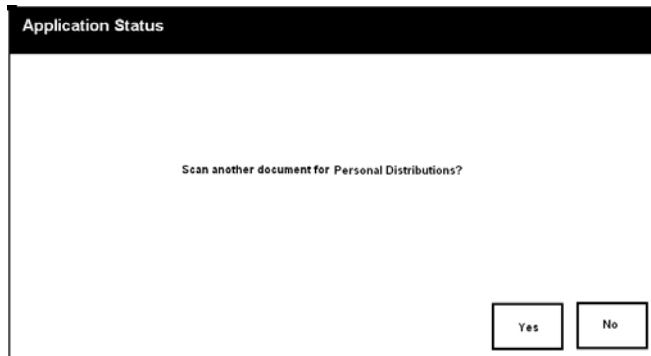 Application Status
Scan another document for Personal Distributions?
Yes No